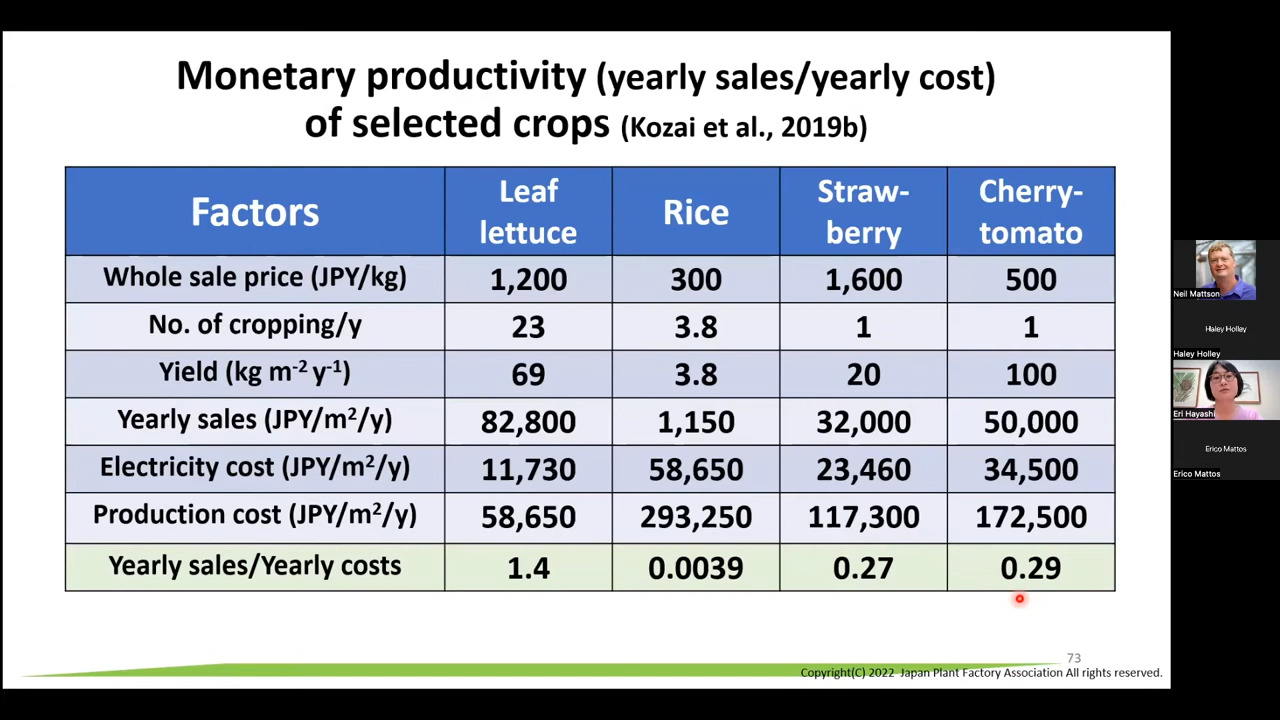 Monetary productivity (yearly sales/yearly cost)
of selected crops (Kozai et al., 2019b)
Factors Leaf lettuce Rice Straw-berry Cherry-tomato
Whole sale price (JPY/kg) 1,200 300 1,600 500
No. of cropping/y 23 3.8 1 1
Yield (kg m-2 y-1) 69 3.8 20 100
Yearly sales (JPY/m2/y) 82,800 1,150 32,000 50,000
Electricity cost (JPY/m2/y) 11,730 58,650 23,460 34,500
Production cost (JPY/m2/y) 58,650 293,250 117,300 172,500
Yearly sales/Yearly costs 1.4 0.0039 0.27 0.29
73
Copyright(C) 2022 Japan Plant Factory Association All rights reserved.
Neil Mattson
Haley Holley
Haley Holley
Eri Hayashi
Erico Mattos
Erico Mattos